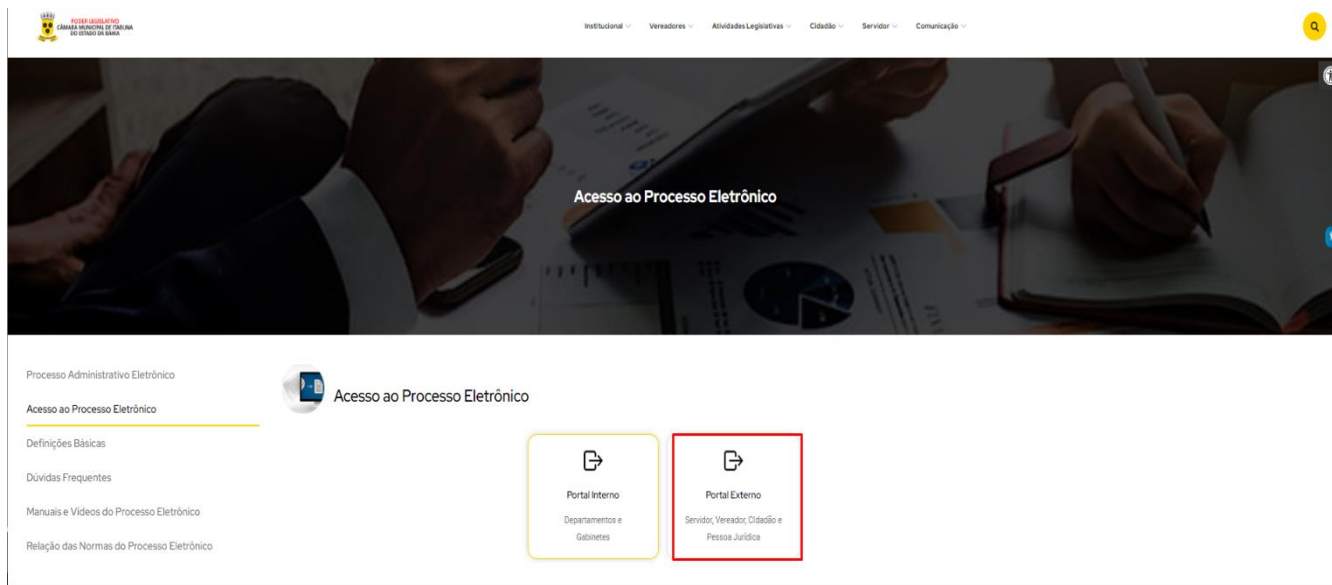 PODER LEGISLATIVO
CÂMARA MUNICIPAL DE ITABUNA
DO ESTADO DA BAHIA
Institucional
Vereadores
Atividades Legislativas
Cidadão
Servidor
Comunicação
Acesso ao Processo Eletrônico
Processo Administrativo Eletrônico
Acesso ao Processo Eletrônico
Definições Básicas
Dúvidas Frequentes
Manuais e Vídeos do Processo Eletrônico
Relação das Normas do Processo Eletrônico
Acesso ao Processo Eletrônico
Portal Interno
Departamentos e
Gabinetes
Portal Externo
Servidor, Vereador, CIdadão e
Pessoa Jurídica